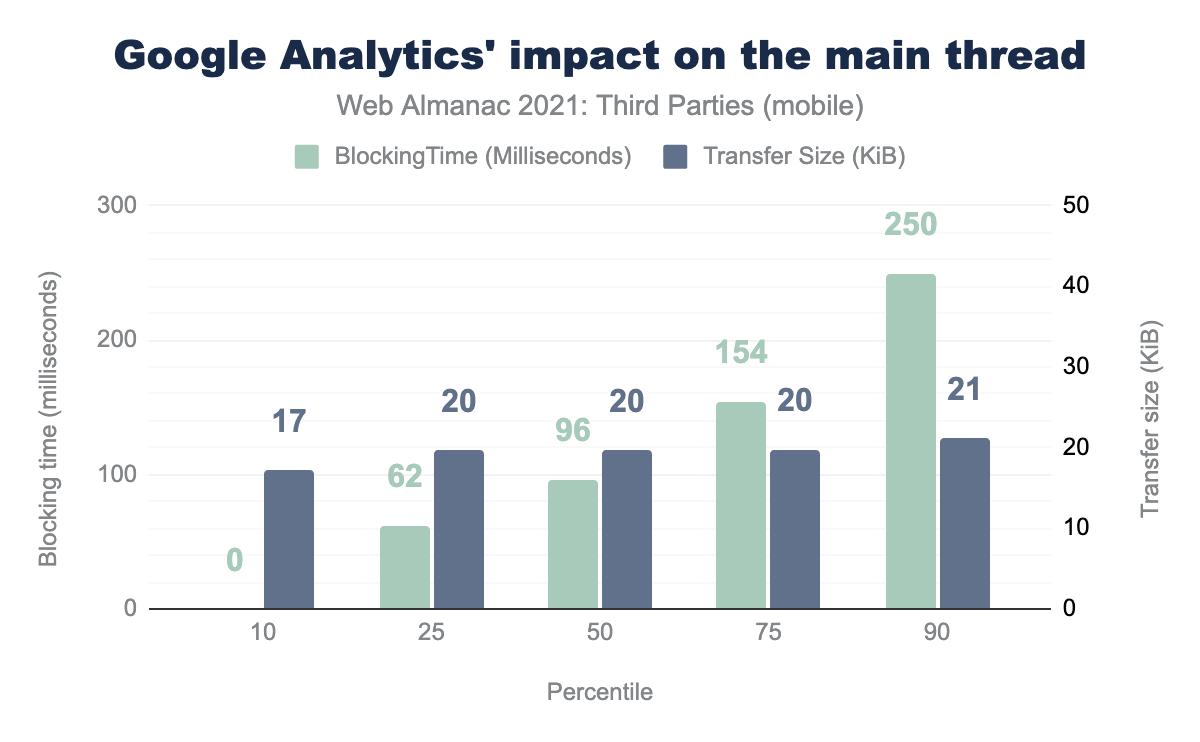 Google Analytics' impact on the main thread
Web Almanac 2021: Third Parties (mobile)
BlockingTime (Milliseconds) Transfer Size (KiB)
Blocking time (milliseconds)
300
200
100
0
0 17
62 20
96 20
154 20
250 21
50
40
30
20
10
0
Transfer size (KiB)
10 25 50 75 90
Percentile